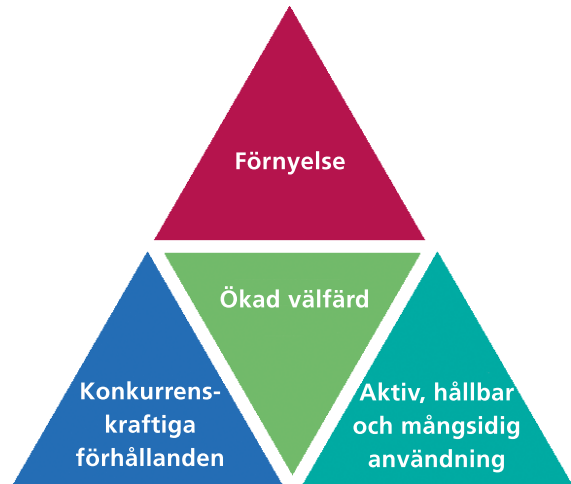 Förnyelse
Ökad välfärd
Konkurrens-
kraftiga
förhållanden
Aktiv, hållbar
och mångsidig
användning